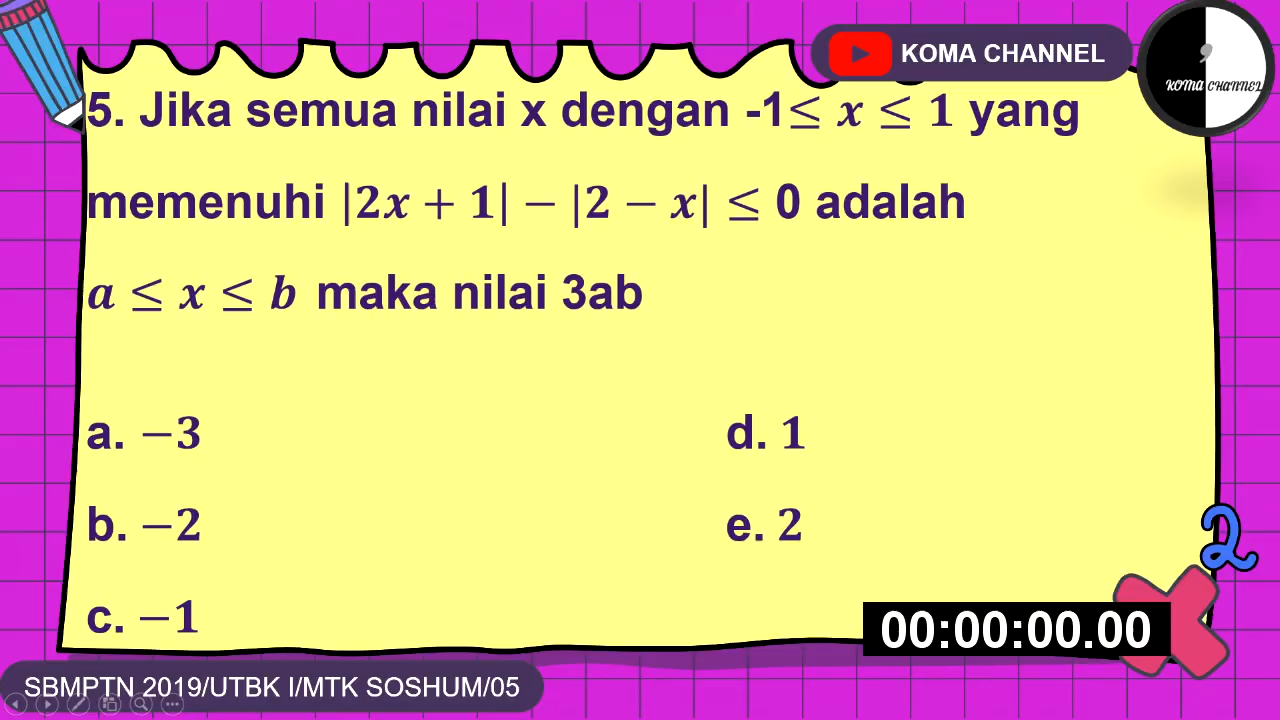 KOMA CHANNEL
KOMA CHANNEL
5. Jika semua nilai x dengan -1≤ x ≤ 1 yang
memenuhi |2x + 1| − |2 − x| ≤ 0 adalah
a ≤ x ≤ b maka nilai 3ab
a. −3
d. 1
b. −2
e. 2
c. −1
2
00:00:00.00
SBMPTN 2019/UTBK I/MTK SOSHUM/05